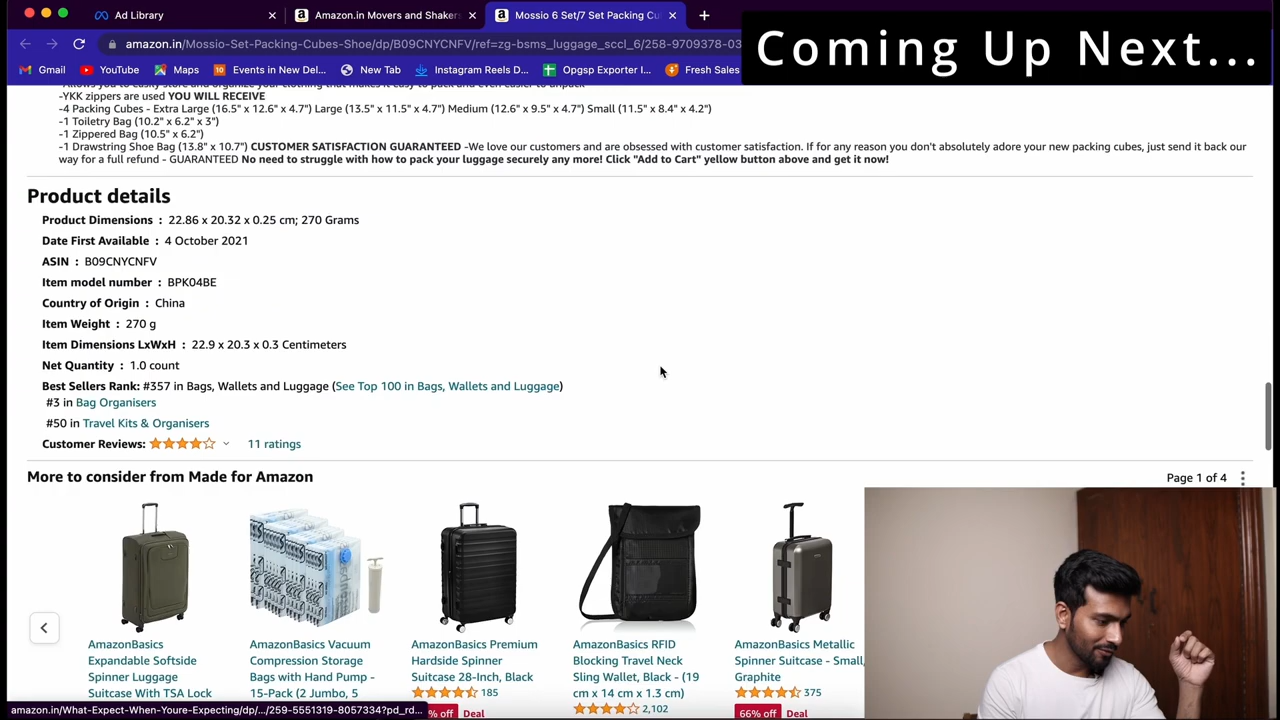 Ad Library
Amazon.in Movers and Shakers
Mossio 6 Set/7 Set Packing Cu
Coming Up Next...
amazon.in/Mossio-Set-Packing-Cubes-Shoe/dp/B09CNYCNFV/ref=zg-bsms_luggage_sccl_6/258-9709378-03
Gmail
YouTube
Maps
Events in New Del...
New Tab
Instagram Reels D...
Opgsp Exporter I...
Fresh Sales
-YKK zippers are used YOU WILL RECEIVE
-4 Packing Cubes - Extra Large (16.5" x 12.6" x 4.7") Large (13.5" x 11.5" x 4.7") Medium (12.6" x 9.5" x 4.7") Small (11.5" x 8.4" x 4.2")
-1 Toiletry Bag (10.2" x 6.2" x 3")
-1 Zippered Bag (10.5" x 6.2")
-1 Drawstring Shoe Bag (13.8" x 10.7") CUSTOMER SATISFACTION GUARANTEED -We love our customers and are obsessed with customer satisfaction. If for any reason you don't absolutely adore your new packing cubes, just send it back our
way for a full refund - GUARANTEED No need to struggle with how to pack your luggage securely any more! Click "Add to Cart" yellow button above and get it now!
Product details
Product Dimensions : 22.86 x 20.32 x 0.25 cm; 270 Grams
Date First Available : 4 October 2021
ASIN : B09CNYCNFV
Item model number : BPK04BE
Country of Origin : China
Item Weight : 270 g
Item Dimensions LxWxH : 22.9 x 20.3 x 0.3 Centimeters
Net Quantity : 1.0 count
Best Sellers Rank: #357 in Bags, Wallets and Luggage (See Top 100 in Bags, Wallets and Luggage)
#3 in Bag Organisers
#50 in Travel Kits & Organisers
Customer Reviews: 11 ratings
More to consider from Made for Amazon
Page 1 of 4
AmazonBasics
Expandable Softside
Spinner Luggage
Suitcase With TSA Lock
AmazonBasics Vacuum
Compression Storage
Bags with Hand Pump -
15-Pack (2 Jumbo, 5
AmazonBasics Premium
Hardside Spinner
Suitcase 28-Inch, Black
185
% off Deal
AmazonBasics RFID
Blocking Travel Neck
Sling Wallet, Black - (19
cm x 14 cm x 1.3 cm)
2,102
AmazonBasics Metallic
Spinner Suitcase - Small,
Graphite
375
66% off Deal
amazon.in/What-Expect-When-Youre-Expecting/dp/.../259-5551319-8057334?pd_rd...